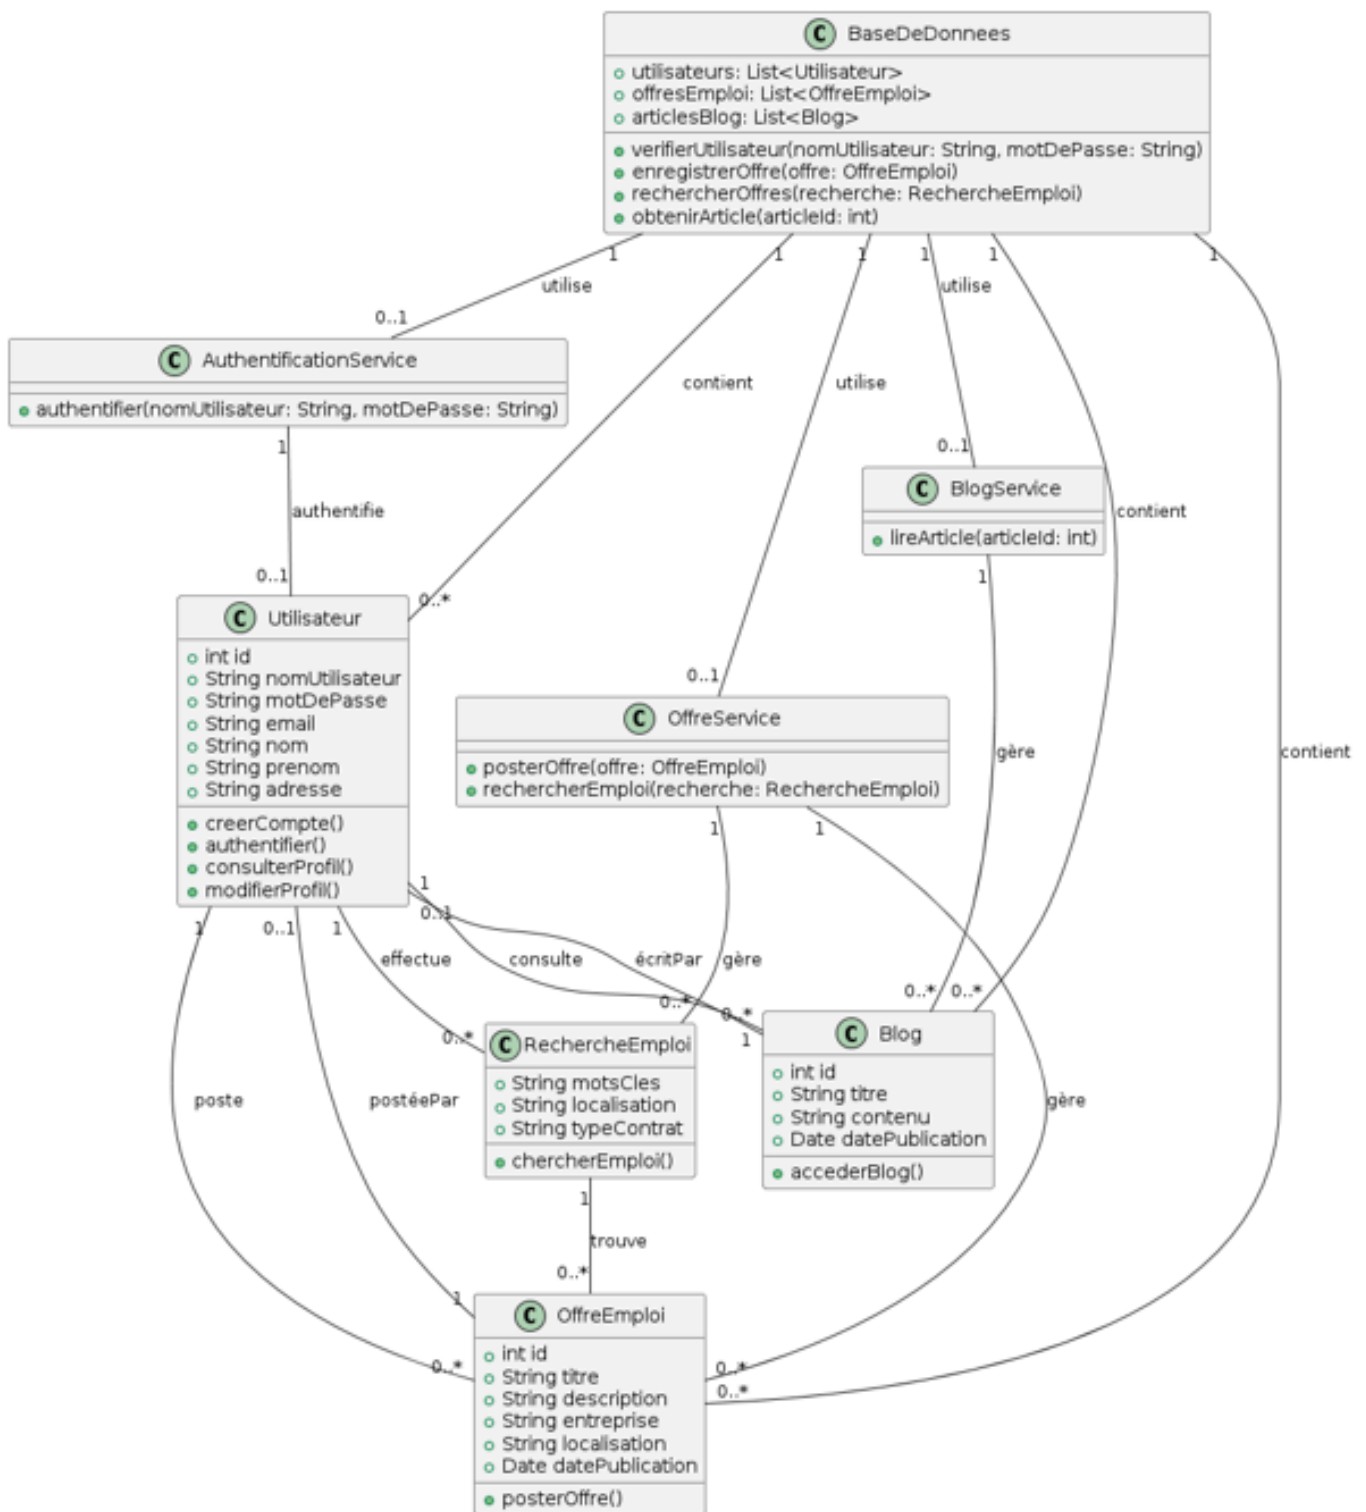 C BaseDeDonnees
utilisateurs: List<Utilisateur>
offresEmploi: List<OffreEmploi>
articlesBlog: List<Blog>
verifierUtilisateur(nomUtilisateur: String, motDePasse: String)
enregistrerOffre(offre: OffreEmploi)
rechercherOffres(recherche: RechercheEmploi)
obtenirArticle(articleId: int)
1 1 1 1 1 1
utilise
utilise
0..1
C AuthentificationService
authentifier(nomUtilisateur: String, motDePasse: String)
contient
utilise
0..1
1
C BlogService
lireArticle(articleId: int)
authentifie
contient
0..1
0..*
1
C Utilisateur
int id
String nomUtilisateur
String motDePasse
String email
String nom
String prenom
String adresse
creerCompte()
authentifier()
consulterProfil()
modifierProfil()
0..1
C OffreService
posterOffre(offre: OffreEmploi)
rechercherEmploi(recherche: RechercheEmploi)
gère
contient
1 1
1
0..1
1 0..1 1
effectue
consulte
écritPar
gère
0..* 0..*
0..*
0..*
0..*
1
C RechercheEmploi
String motsCles
String localisation
String typeContrat
chercherEmploi()
C Blog
int id
String titre
String contenu
Date datePublication
accederBlog()
poste
postéePar
gère
1
trouve
0..*
1
0..*
0..*
0..*
C OffreEmploi
int id
String titre
String description
String entreprise
String localisation
Date datePublication
posterOffre()